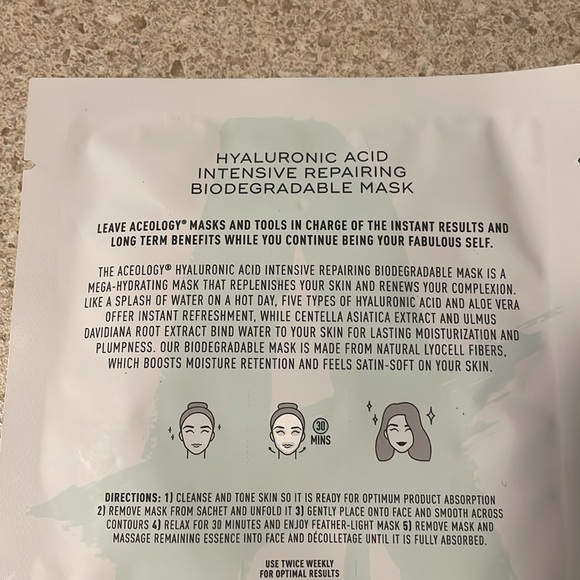 HYALURONIC ACID
INTENSIVE REPAIRING
BIODEGRADABLE MASK
LEAVE ACEOLOGY® MASKS AND TOOLS IN CHARGE OF THE INSTANT RESULTS AND
LONG TERM BENEFITS WHILE YOU CONTINUE BEING YOUR FABULOUS SELF.
THE ACEOLOGY® HYALURONIC ACID INTENSIVE REPAIRING BIODEGRADABLE MASK IS A
MEGA-HYDRATING MASK THAT REPLENISHES YOUR SKIN AND RENEWS YOUR COMPLEXION.
LIKE A SPLASH OF WATER ON A HOT DAY, FIVE TYPES OF HYALURONIC ACID AND ALOE VERA
OFFER INSTANT REFRESHMENT, WHILE CENTELLA ASIATICA EXTRACT AND ULMUS
DAVIDIANA ROOT EXTRACT BIND WATER TO YOUR SKIN FOR LASTING MOISTURIZATION AND
PLUMPNESS. OUR BIODEGRADABLE MASK IS MADE FROM NATURAL LYOCELL FIBERS,
WHICH BOOSTS MOISTURE RETENTION AND FEELS SATIN-SOFT ON YOUR SKIN.
30
MINS
DIRECTIONS: 1) CLEANSE AND TONE SKIN SO IT IS READY FOR OPTIMUM PRODUCT ABSORPTION
2) REMOVE MASK FROM SACHET AND UNFOLD IT 3) GENTLY PLACE ONTO FACE AND SMOOTH ACROSS
CONTOURS 4) RELAX FOR 30 MINUTES AND ENJOY FEATHER-LIGHT MASK 5) REMOVE MASK AND
MASSAGE REMAINING ESSENCE INTO FACE AND DÉCOLLETAGE UNTIL IT IS FULLY ABSORBED.
USE TWICE WEEKLY
FOR OPTIMAL RESULTS